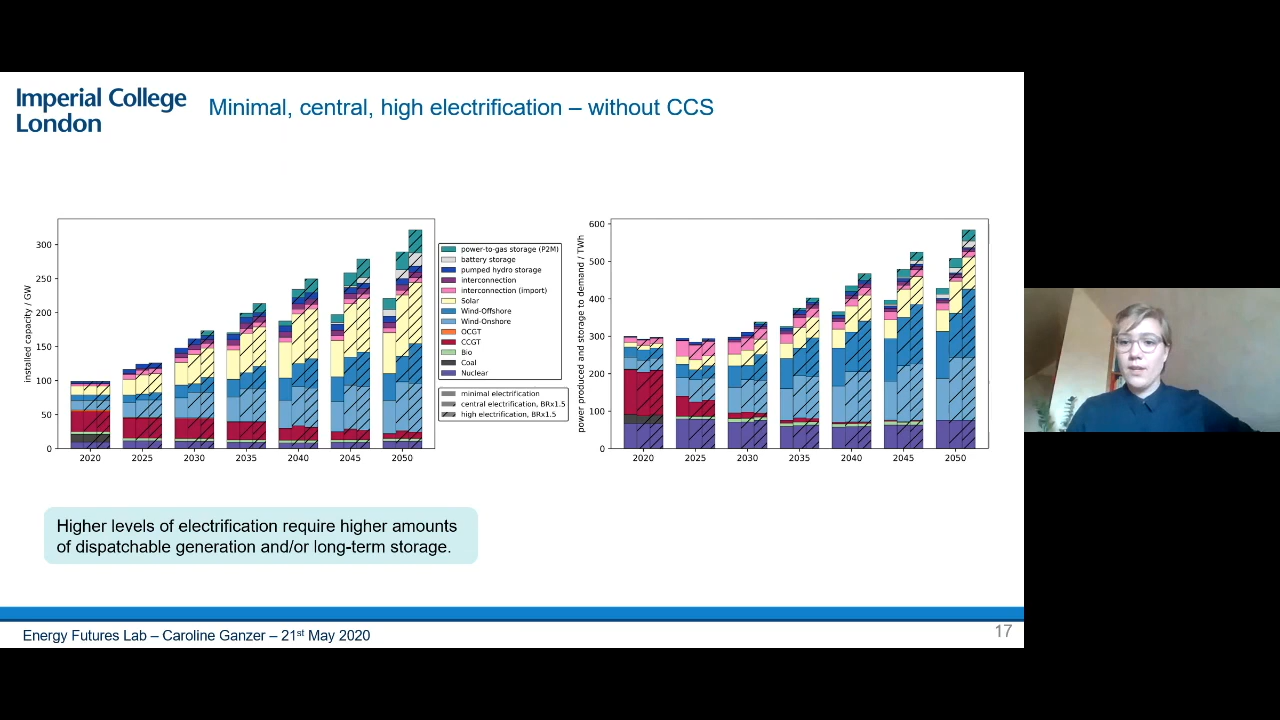 Imperial College
London
Minimal, central, high electrification – without CCS
installed capacity / GW
300
250
200
150
100
50
0
2020 2025 2030 2035 2040 2045 2050
power-to-gas storage (P2M)
battery storage
pumped hydro storage
interconnection
interconnection (import)
Solar
Wind-Offshore
Wind-Onshore
OCGT
CCGT
Bio
Coal
Nuclear
minimal electrification
central electrification, BRx1.5
high electrification, BRx1.5
power produced and storage to demand / TWh
600
500
400
300
200
100
0
2020 2025 2030 2035 2040 2045 2050
Higher levels of electrification require higher amounts
of dispatchable generation and/or long-term storage.
Energy Futures Lab – Caroline Ganzer – 21st May 2020
17